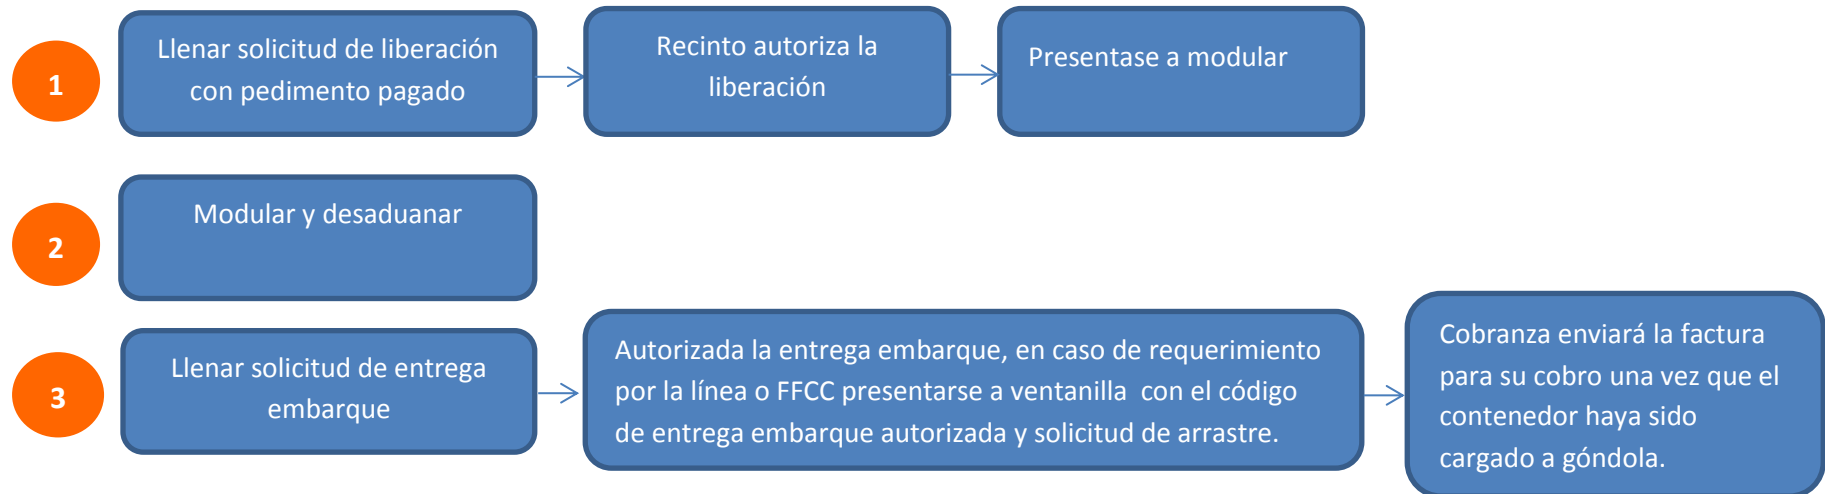 1
Llenar solicitud de liberación
con pedimento pagado
Recinto autoriza la
liberación
Presentase a modular
2
Modular y desaduanar
3
Llenar solicitud de entrega
embarque
Autorizada la entrega embarque, en caso de requerimiento
por la línea o FFCC presentarse a ventanilla  con el código
de entrega embarque autorizada y solicitud de arrastre.
Cobranza enviará la factura
para su cobro una vez que el
contenedor haya sido
cargado a góndola.